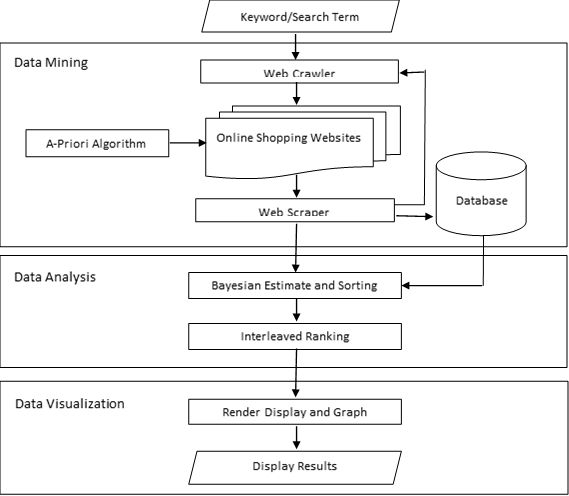 Keyword/Search Term
Data Mining
Web Crawler
Online Shopping Websites
A-Priori Algorithm
Database
Web Scraper
Data Analysis
Bayesian Estimate and Sorting
Interleaved Ranking
Data Visualization
Render Display and Graph
Display Results